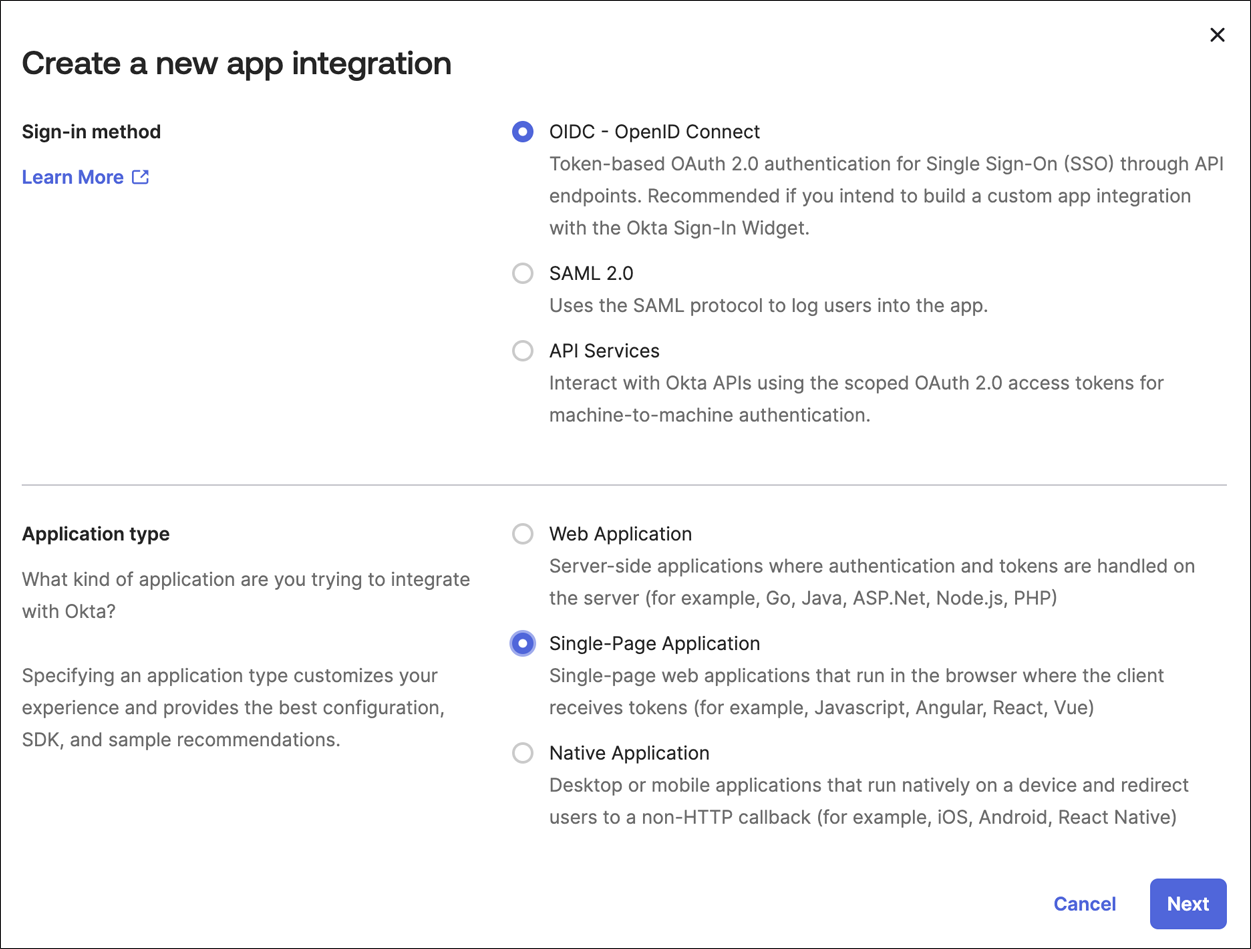 Create a new app integration
Sign-in method
Learn More
OIDC - OpenID Connect
Token-based OAuth 2.0 authentication for Single Sign-On (SSO) through API
endpoints. Recommended if you intend to build a custom app integration
with the Okta Sign-In Widget.
SAML 2.0
Uses the SAML protocol to log users into the app.
API Services
Interact with Okta APIs using the scoped OAuth 2.0 access tokens for
machine-to-machine authentication.
Application type
What kind of application are you trying to integrate
with Okta?
Specifying an application type customizes your
experience and provides the best configuration,
SDK, and sample recommendations.
Web Application
Server-side applications where authentication and tokens are handled on
the server (for example, Go, Java, ASP.Net, Node.js, PHP)
Single-Page Application
Single-page web applications that run in the browser where the client
receives tokens (for example, Javascript, Angular, React, Vue)
Native Application
Desktop or mobile applications that run natively on a device and redirect
users to a non-HTTP callback (for example, iOS, Android, React Native)
Cancel
Next